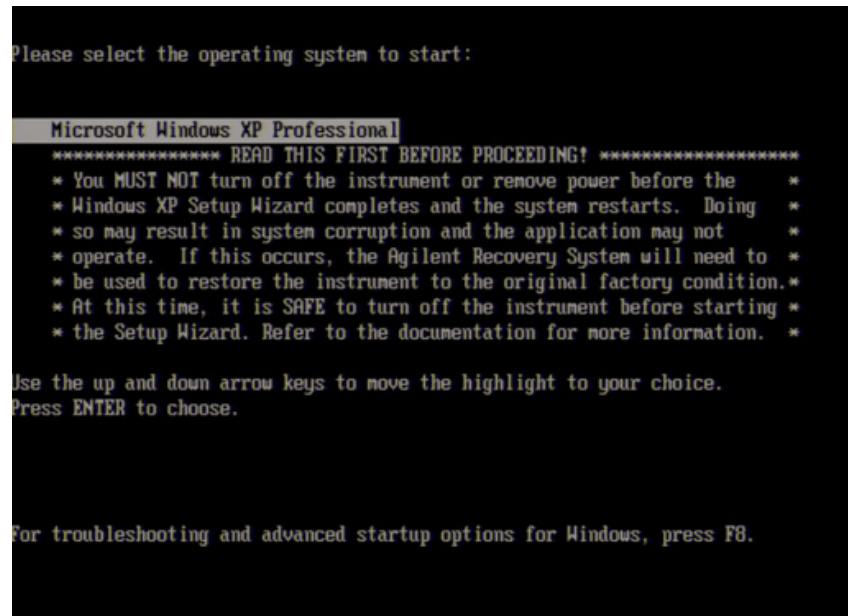 Please select the operating system to start:
Microsoft Windows XP Professional
***************** READ THIS FIRST BEFORE PROCEEDING! ********************
* You MUST NOT turn off the instrument or remove power before the *
* Windows XP Setup Wizard completes and the system restarts. Doing *
* so may result in system corruption and the application may not *
* operate. If this occurs, the Agilent Recovery System will need to *
* be used to restore the instrument to the original factory condition.*
* At this time, it is SAFE to turn off the instrument before starting *
* the Setup Wizard. Refer to the documentation for more information. *
Use the up and down arrow keys to move the highlight to your choice.
Press ENTER to choose.
For troubleshooting and advanced startup options for Windows, press F8.